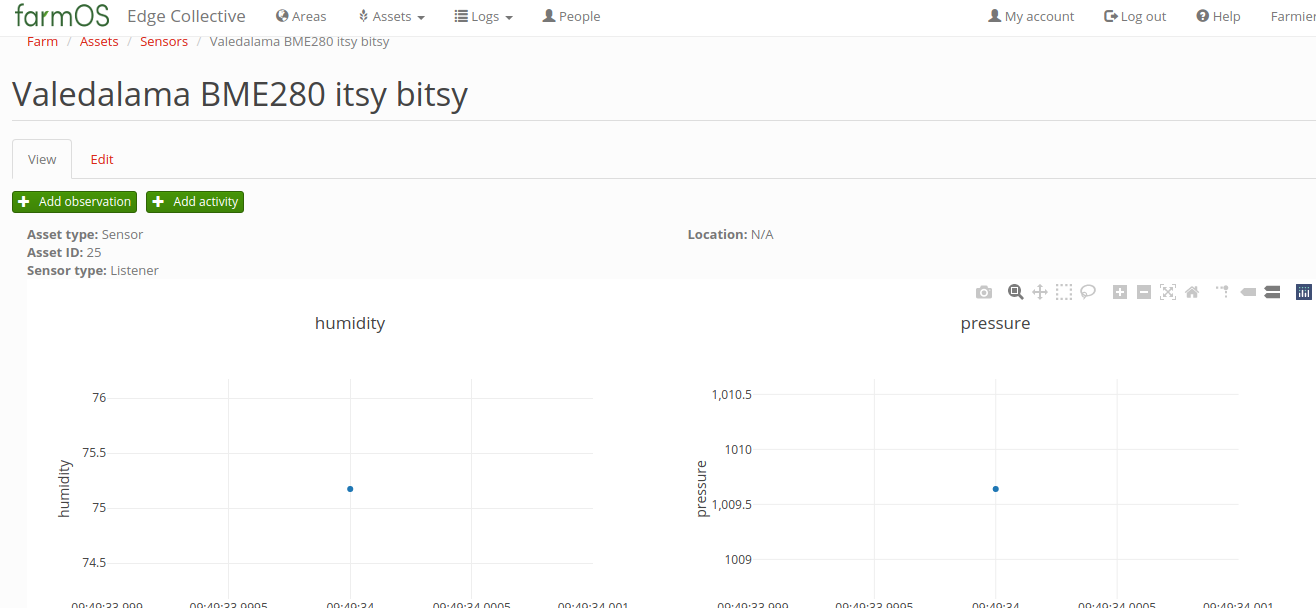 farmOS Edge Collective Areas Assets Logs People My account Log out Help Farmier
Farm / Assets / Sensors / Valedalama BME280 itsy bitsy
Valedalama BME280 itsy bitsy
View Edit
Add observation Add activity
Asset type: Sensor
Location: N/A
Asset ID: 25
Sensor type: Listener
humidity
76
75.5
75
74.5
humidity
09:49:33.999 09:49:33.9995 09:49:34 09:49:34.0005 09:49:34.001
pressure
1,010.5
1010
1,009.5
1009
pressure
09:49:33.999 09:49:33.9995 09:49:34 09:49:34.0005 09:49:34.001